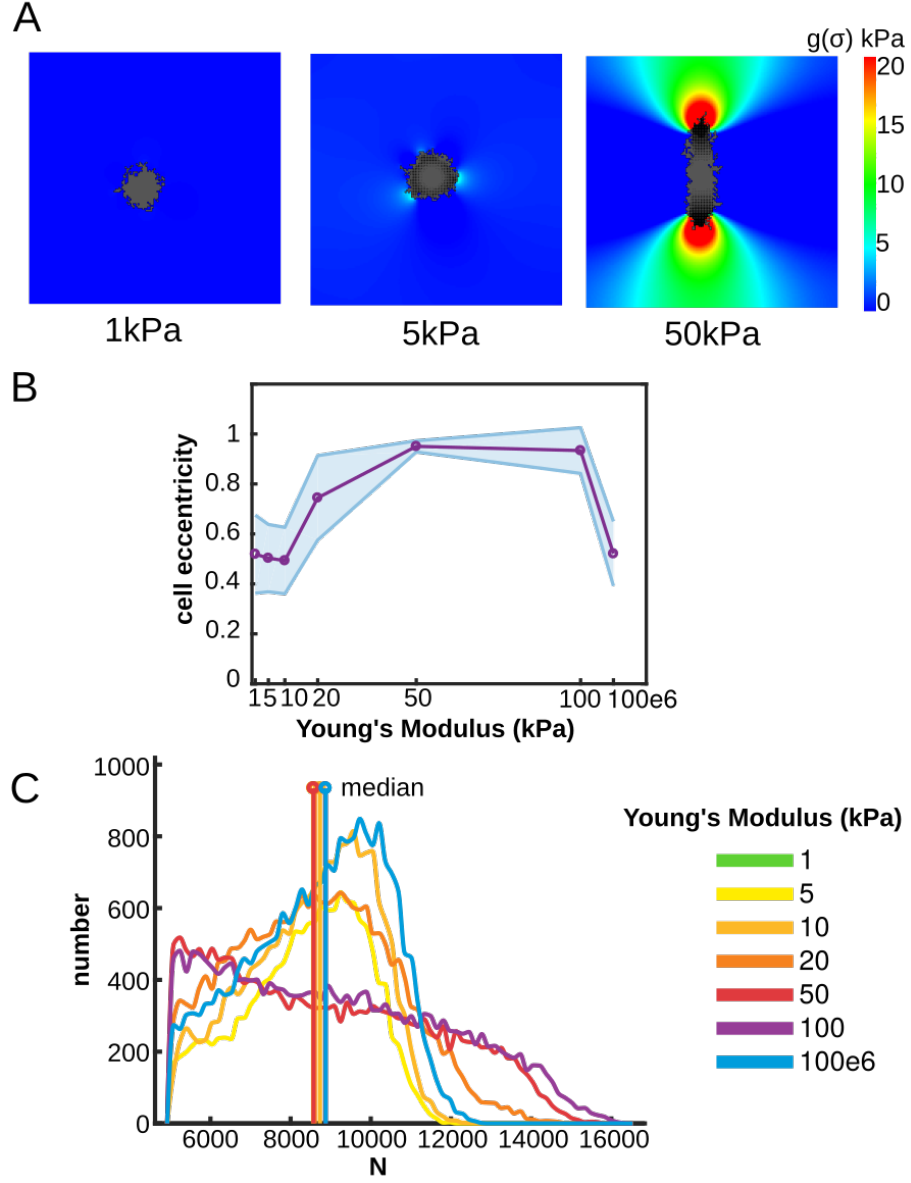 A
g(σ) kPa
20
15
10
5
0
1kPa
5kPa
50kPa
B
cell eccentricity
1
0.8
0.6
0.4
0.2
0
1 5 10 20 50 100 100e6
Young's Modulus (kPa)
C
number
1000
800
600
400
200
0
median
6000 8000 10000 12000 14000 16000
N
Young's Modulus (kPa)
1
5
10
20
50
100
100e6